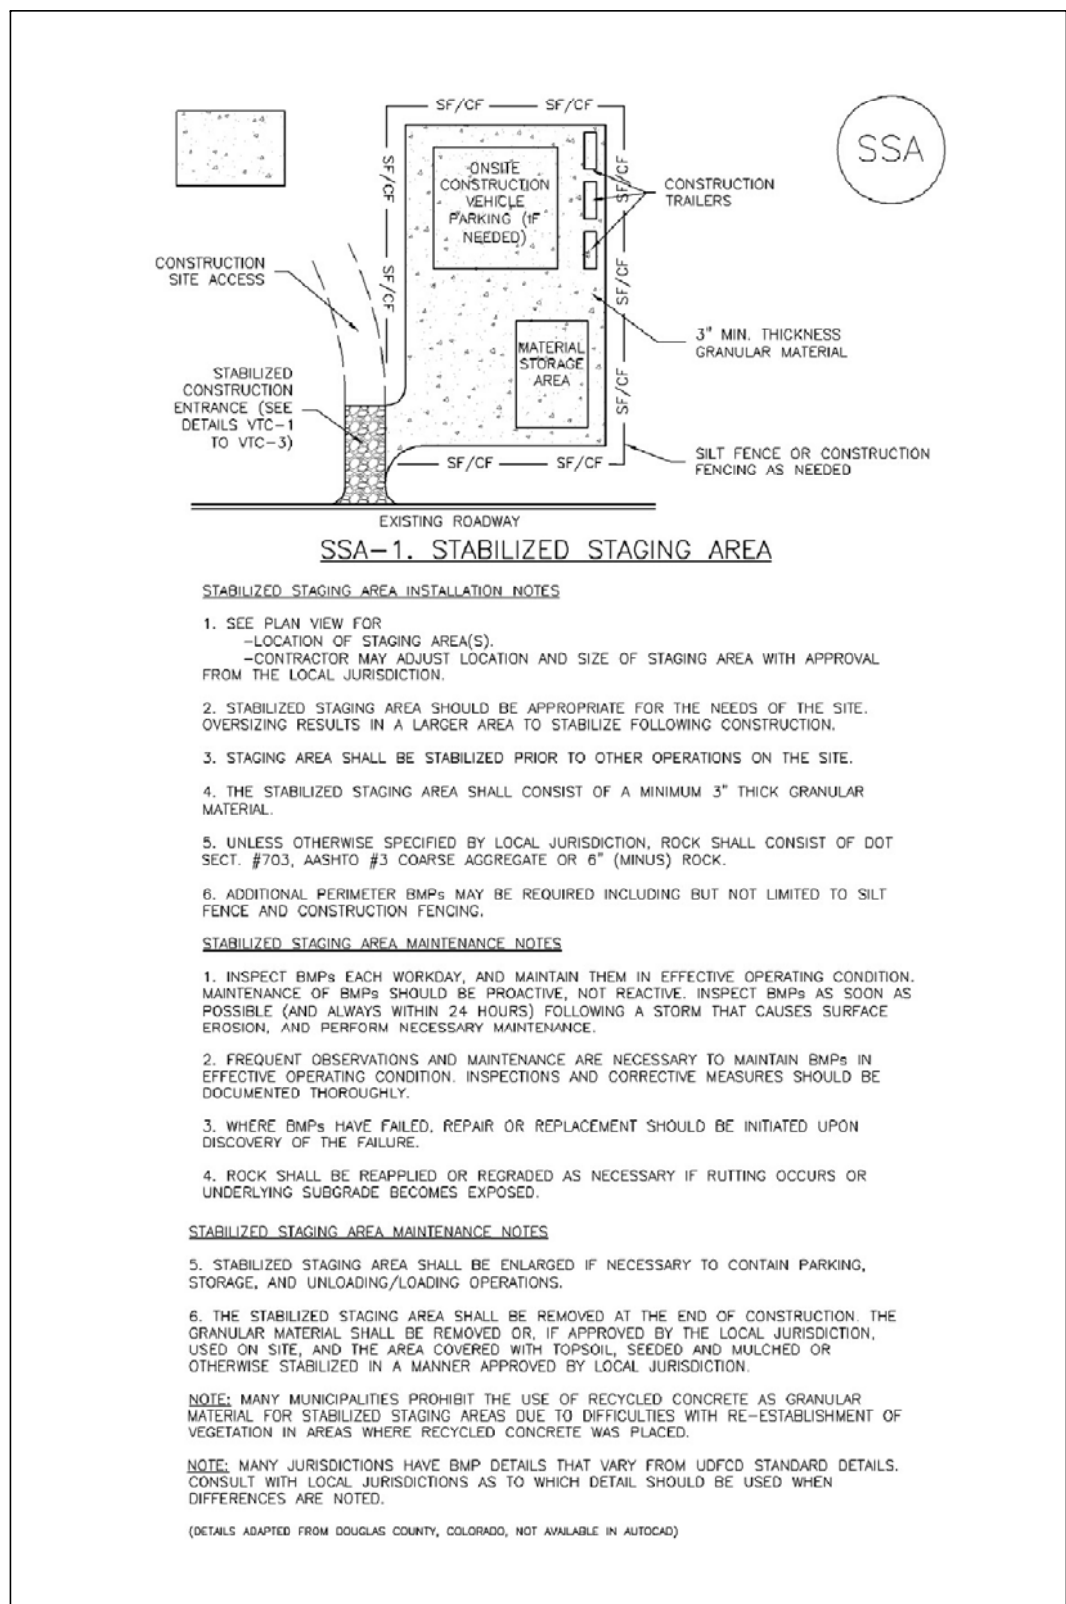 SF/CF SF/CF
SSA
SF/CF
ONSITE
CONSTRUCTION
VEHICLE
PARKING (IF
NEEDED)
SF/CF
CONSTRUCTION
TRAILERS
CONSTRUCTION
SITE ACCESS
SF/CF
SF/CF
3" MIN. THICKNESS
GRANULAR MATERIAL
MATERIAL
STORAGE
AREA
STABILIZED
CONSTRUCTION
ENTRANCE (SEE
DETAILS VTC-1
TO VTC-3)
SF/CF
SF/CF SF/CF
SILT FENCE OR CONSTRUCTION
FENCING AS NEEDED
EXISTING ROADWAY
SSA-1. STABILIZED STAGING AREA
STABILIZED STAGING AREA INSTALLATION NOTES
1. SEE PLAN VIEW FOR
-LOCATION OF STAGING AREA(S).
-CONTRACTOR MAY ADJUST LOCATION AND SIZE OF STAGING AREA WITH APPROVAL
FROM THE LOCAL JURISDICTION.
2. STABILIZED STAGING AREA SHOULD BE APPROPRIATE FOR THE NEEDS OF THE SITE.
OVERSIZING RESULTS IN A LARGER AREA TO STABILIZE FOLLOWING CONSTRUCTION.
3. STAGING AREA SHALL BE STABILIZED PRIOR TO OTHER OPERATIONS ON THE SITE.
4. THE STABILIZED STAGING AREA SHALL CONSIST OF A MINIMUM 3" THICK GRANULAR
MATERIAL.
5. UNLESS OTHERWISE SPECIFIED BY LOCAL JURISDICTION, ROCK SHALL CONSIST OF DOT
SECT. #703, AASHTO #3 COARSE AGGREGATE OR 6" (MINUS) ROCK.
6. ADDITIONAL PERIMETER BMPs MAY BE REQUIRED INCLUDING BUT NOT LIMITED TO SILT
FENCE AND CONSTRUCTION FENCING.
STABILIZED STAGING AREA MAINTENANCE NOTES
1. INSPECT BMPs EACH WORKDAY, AND MAINTAIN THEM IN EFFECTIVE OPERATING CONDITION.
MAINTENANCE OF BMPs SHOULD BE PROACTIVE, NOT REACTIVE. INSPECT BMPs AS SOON AS
POSSIBLE (AND ALWAYS WITHIN 24 HOURS) FOLLOWING A STORM THAT CAUSES SURFACE
EROSION, AND PERFORM NECESSARY MAINTENANCE.
2. FREQUENT OBSERVATIONS AND MAINTENANCE ARE NECESSARY TO MAINTAIN BMPs IN
EFFECTIVE OPERATING CONDITION. INSPECTIONS AND CORRECTIVE MEASURES SHOULD BE
DOCUMENTED THOROUGHLY.
3. WHERE BMPs HAVE FAILED, REPAIR OR REPLACEMENT SHOULD BE INITIATED UPON
DISCOVERY OF THE FAILURE.
4. ROCK SHALL BE REAPPLIED OR REGRADED AS NECESSARY IF RUTTING OCCURS OR
UNDERLYING SUBGRADE BECOMES EXPOSED.
STABILIZED STAGING AREA MAINTENANCE NOTES
5. STABILIZED STAGING AREA SHALL BE ENLARGED IF NECESSARY TO CONTAIN PARKING,
STORAGE, AND UNLOADING/LOADING OPERATIONS.
6. THE STABILIZED STAGING AREA SHALL BE REMOVED AT THE END OF CONSTRUCTION. THE
GRANULAR MATERIAL SHALL BE REMOVED OR, IF APPROVED BY THE LOCAL JURISDICTION,
USED ON SITE, AND THE AREA COVERED WITH TOPSOIL, SEEDED AND MULCHED OR
OTHERWISE STABILIZED IN A MANNER APPROVED BY LOCAL JURISDICTION.
NOTE: MANY MUNICIPALITIES PROHIBIT THE USE OF RECYCLED CONCRETE AS GRANULAR
MATERIAL FOR STABILIZED STAGING AREAS DUE TO DIFFICULTIES WITH RE-ESTABLISHMENT OF
VEGETATION IN AREAS WHERE RECYCLED CONCRETE WAS PLACED.
NOTE: MANY JURISDICTIONS HAVE BMP DETAILS THAT VARY FROM UDFCD STANDARD DETAILS.
CONSULT WITH LOCAL JURISDICTIONS AS TO WHICH DETAIL SHOULD BE USED WHEN
DIFFERENCES ARE NOTED.
(DETAILS ADAPTED FROM DOUGLAS COUNTY, COLORADO, NOT AVAILABLE IN AUTOCAD)